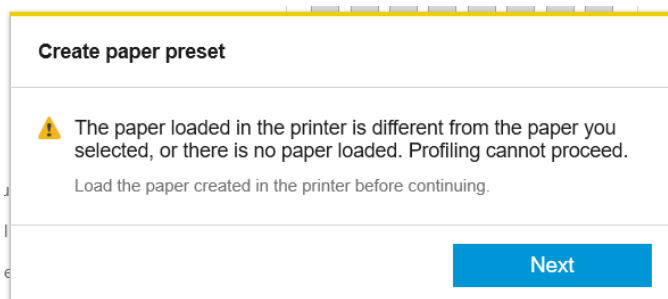 Create paper preset
The paper loaded in the printer is different from the paper you
selected, or there is no paper loaded. Profiling cannot proceed.
Load the paper created in the printer before continuing.
Next